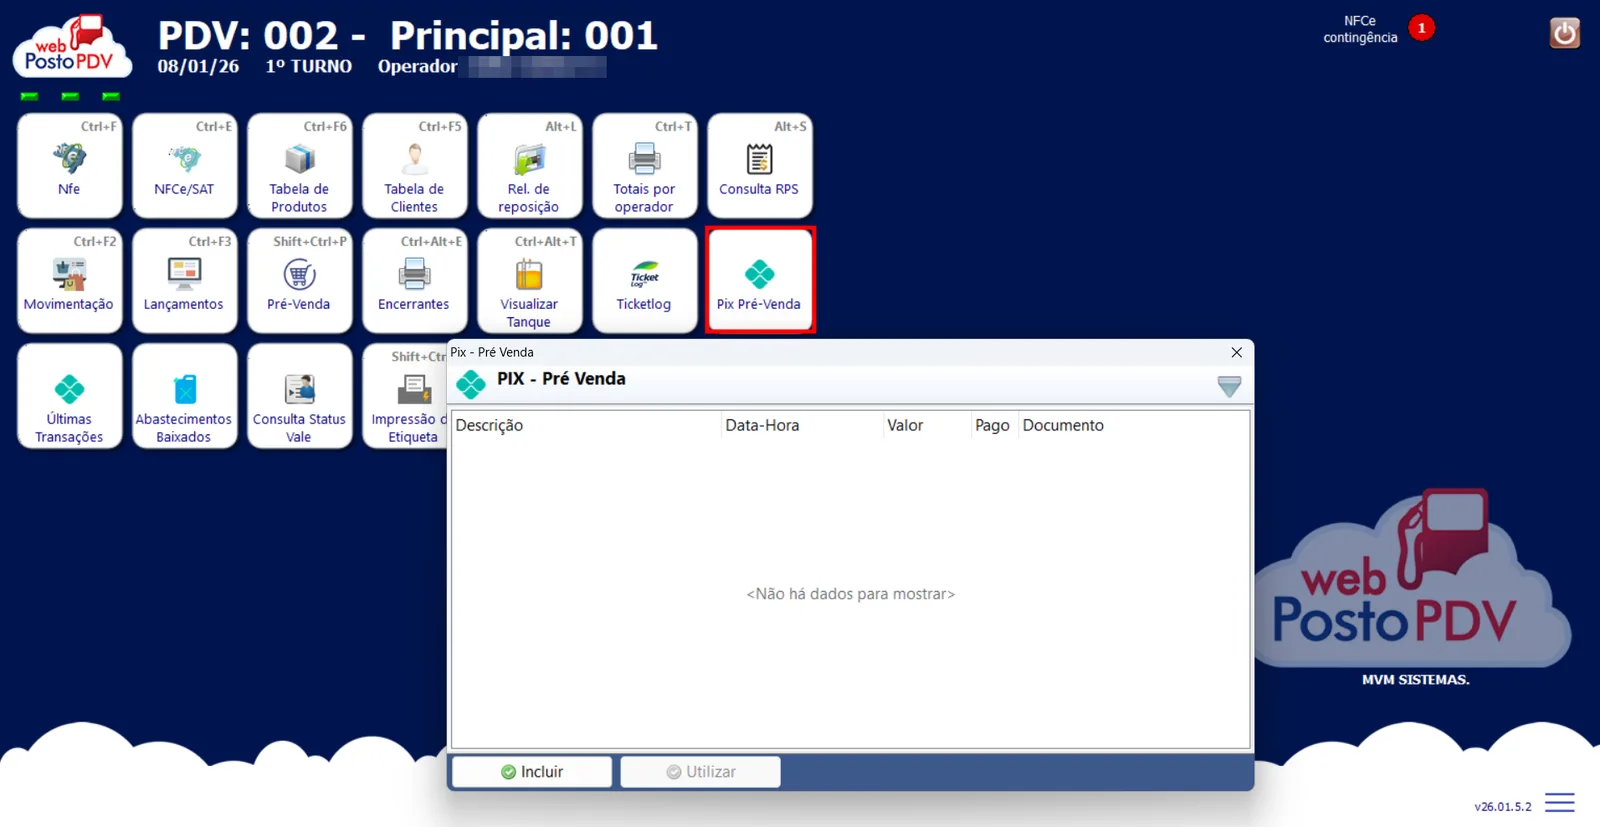 web
PostoPDV
PDV: 002 - Principal: 001
08/01/26 1º TURNO Operador
NFCe
contingência
1
Ctrl+F
Nfe
Ctrl+E
NFCe/SAT
Ctrl+F6
Tabela de
Produtos
Ctrl+F5
Tabela de
Clientes
Alt+L
Rel. de
reposição
Ctrl+T
Totais por
operador
Alt+S
Consulta RPS
Ctrl+F2
Movimentação
Ctrl+F3
Lançamentos
Shift+Ctrl+P
Pré-Venda
Ctrl+Alt+E
Encerrantes
Ctrl+Alt+T
Visualizar
Tanque
Ticket
Log
Ticketlog
Pix Pré-Venda
Últimas
Transações
Abastecimentos
Baixados
Consulta Status
Vale
Shift+Ctr
Impressão d
Etiqueta
Pix - Pré Venda
PIX - Pré Venda
Descrição Data-Hora Valor Pago Documento
<Não há dados para mostrar>
Incluir
Utilizar
web
PostoPDV
MVM SISTEMAS.
v26.01.5.2